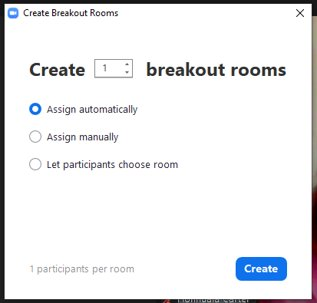 Create Breakout Rooms
Create 1 breakout rooms
Assign automatically
Assign manually
Let participants choose room
1 participants per room
Create
Carter